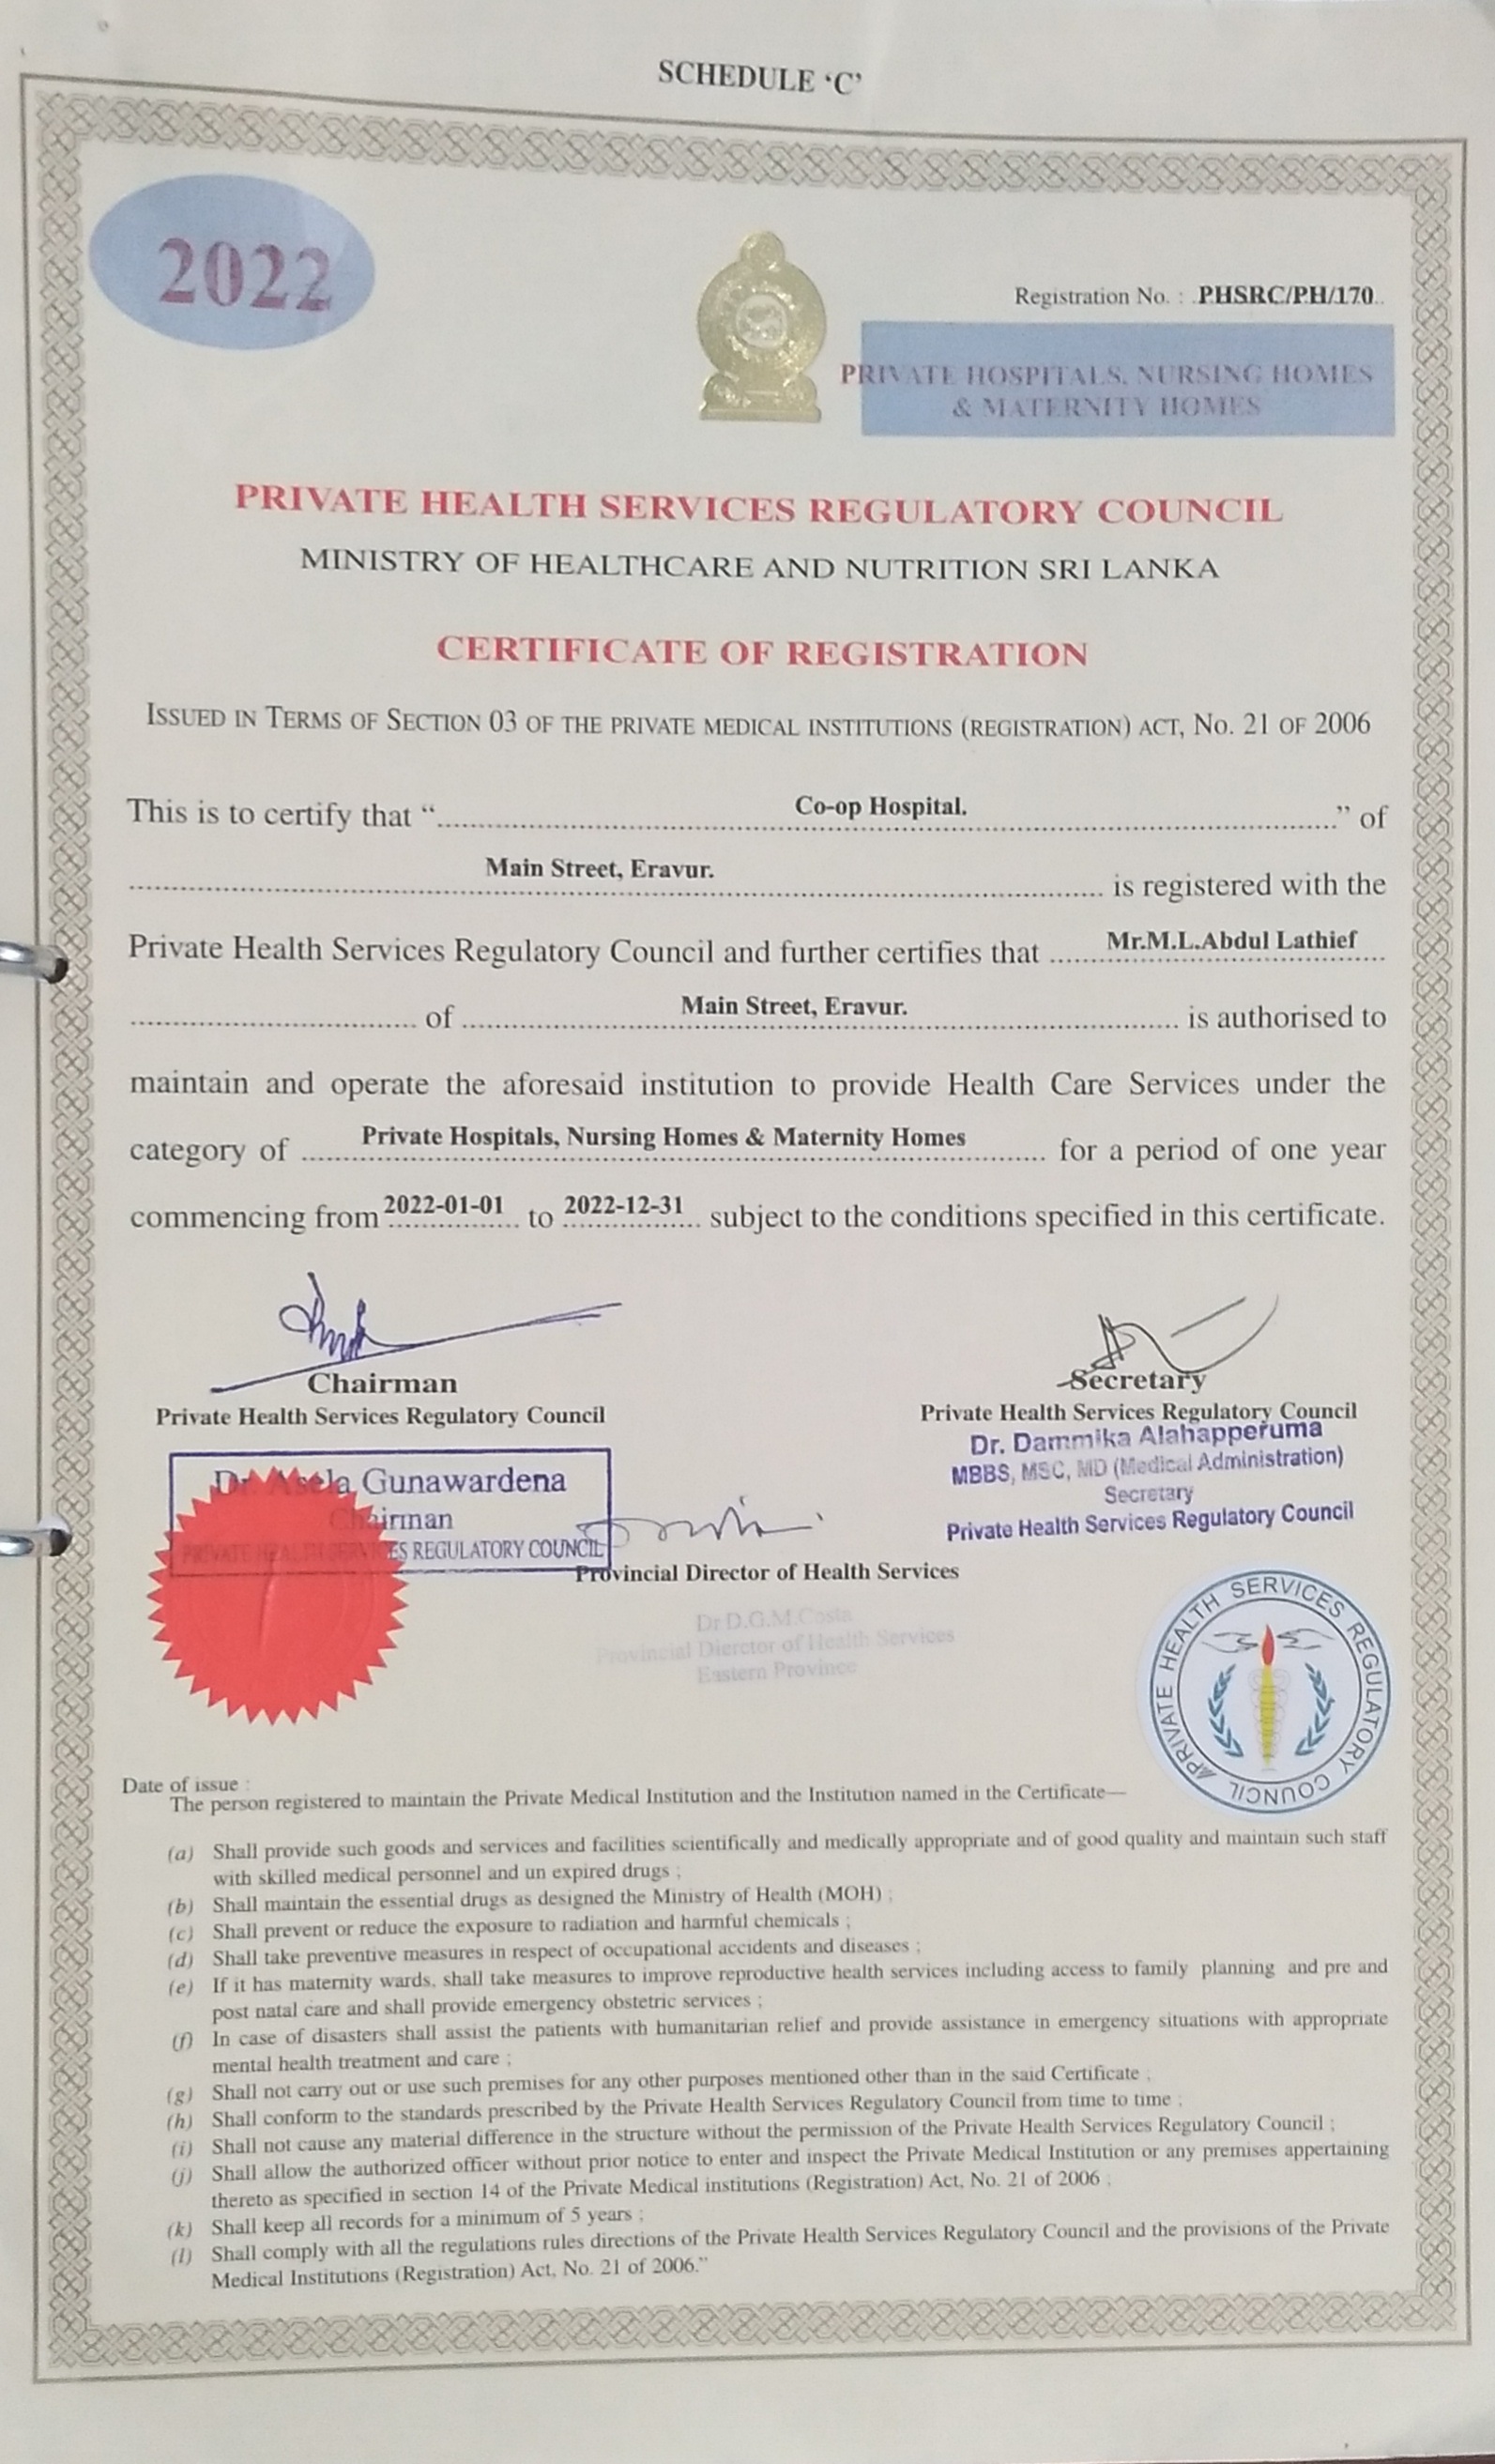 SCHEDULE ‘C’
2022
Registration No. : PHSRC/PH/170
PRIVATE HOSPITALS, NURSING HOMES
& MATERNITY HOMES
PRIVATE HEALTH SERVICES REGULATORY COUNCIL
MINISTRY OF HEALTHCARE AND NUTRITION SRI LANKA
CERTIFICATE OF REGISTRATION
ISSUED IN TERMS OF SECTION 03 OF THE PRIVATE MEDICAL INSTITUTIONS (REGISTRATION) ACT, No. 21 OF 2006
This is to certify that “ Co-op Hospital. ” of
Main Street, Eravur. is registered with the
Private Health Services Regulatory Council and further certifies that Mr.M.L.Abdul Lathief
of Main Street, Eravur. is authorised to
maintain and operate the aforesaid institution to provide Health Care Services under the
category of Private Hospitals, Nursing Homes & Maternity Homes for a period of one year
commencing from 2022-01-01 to 2022-12-31 subject to the conditions specified in this certificate.
Chairman
Private Health Services Regulatory Council
Dr. Asela Gunawardena
Chairman
PRIVATE HEALTH SERVICES REGULATORY COUNCIL
Secretary
Private Health Services Regulatory Council
Dr. Dammika Alahapperuma
MBBS, MSC, MD (Medical Administration)
Secretary
Private Health Services Regulatory Council
Provincial Director of Health Services
Dr.D.G.M.Costa
Provincial Dierctor of Health Services
Eastern Province
PRIVATE HEALTH SERVICES REGULATORY COUNCIL
Date of issue :
The person registered to maintain the Private Medical Institution and the Institution named in the Certificate—
(a) Shall provide such goods and services and facilities scientifically and medically appropriate and of good quality and maintain such staff
with skilled medical personnel and un expired drugs ;
(b) Shall maintain the essential drugs as designed the Ministry of Health (MOH) ;
(c) Shall prevent or reduce the exposure to radiation and harmful chemicals ;
(d) Shall take preventive measures in respect of occupational accidents and diseases ;
(e) If it has maternity wards, shall take measures to improve reproductive health services including access to family planning and pre and
post natal care and shall provide emergency obstetric services ;
(f) In case of disasters shall assist the patients with humanitarian relief and provide assistance in emergency situations with appropriate
mental health treatment and care ;
(g) Shall not carry out or use such premises for any other purposes mentioned other than in the said Certificate ;
(h) Shall conform to the standards prescribed by the Private Health Services Regulatory Council from time to time ;
(i) Shall not cause any material difference in the structure without the permission of the Private Health Services Regulatory Council ;
(j) Shall allow the authorized officer without prior notice to enter and inspect the Private Medical Institution or any premises appertaining
thereto as specified in section 14 of the Private Medical institutions (Registration) Act, No. 21 of 2006 ;
(k) Shall keep all records for a minimum of 5 years ;
(l) Shall comply with all the regulations rules directions of the Private Health Services Regulatory Council and the provisions of the Private
Medical Institutions (Registration) Act, No. 21 of 2006.”